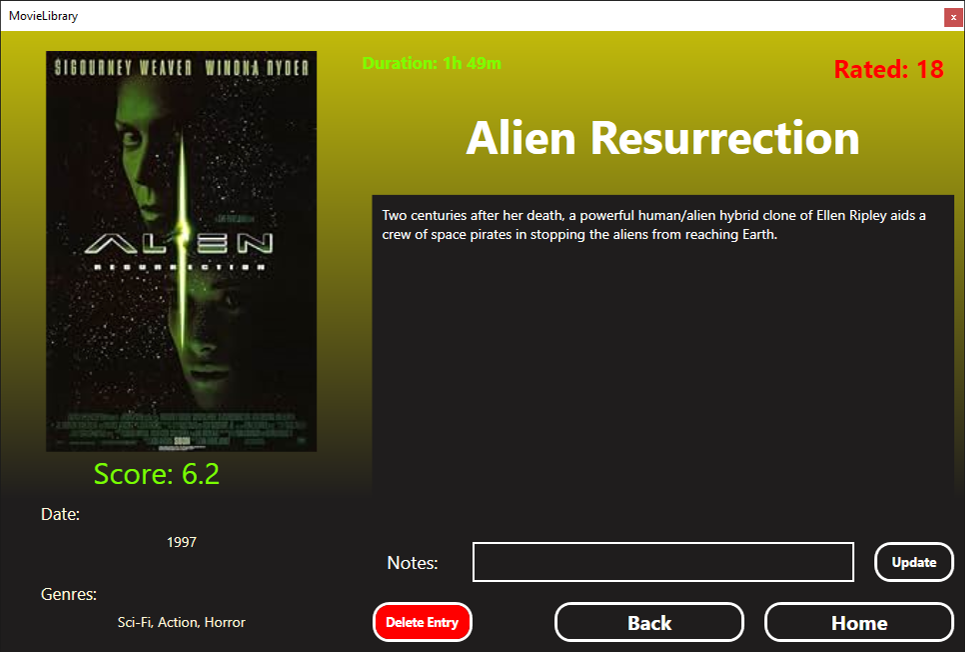 MovieLibrary
x
SIGOURNEY WEAVER WINONA RYDER
ALIEN
RESURRECTION
Score: 6.2
Date:
1997
Genres:
Sci-Fi, Action, Horror
Duration: 1h 49m
Rated: 18
Alien Resurrection
Two centuries after her death, a powerful human/alien hybrid clone of Ellen Ripley aids a
crew of space pirates in stopping the aliens from reaching Earth.
Notes:
Update
Delete Entry
Back
Home